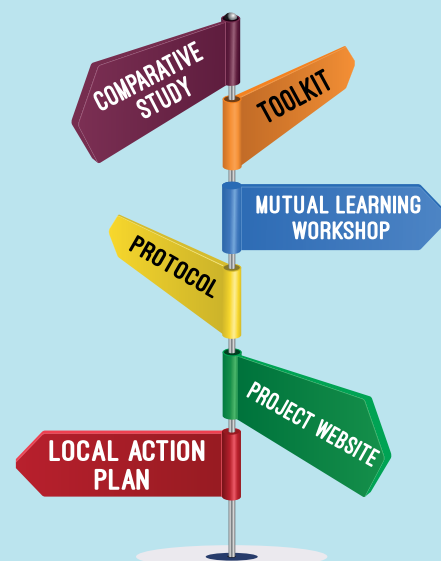 COMPARATIVE
STUDY
TOOLKIT
MUTUAL LEARNING
WORKSHOP
PROTOCOL
PROJECT WEBSITE
LOCAL ACTION
PLAN